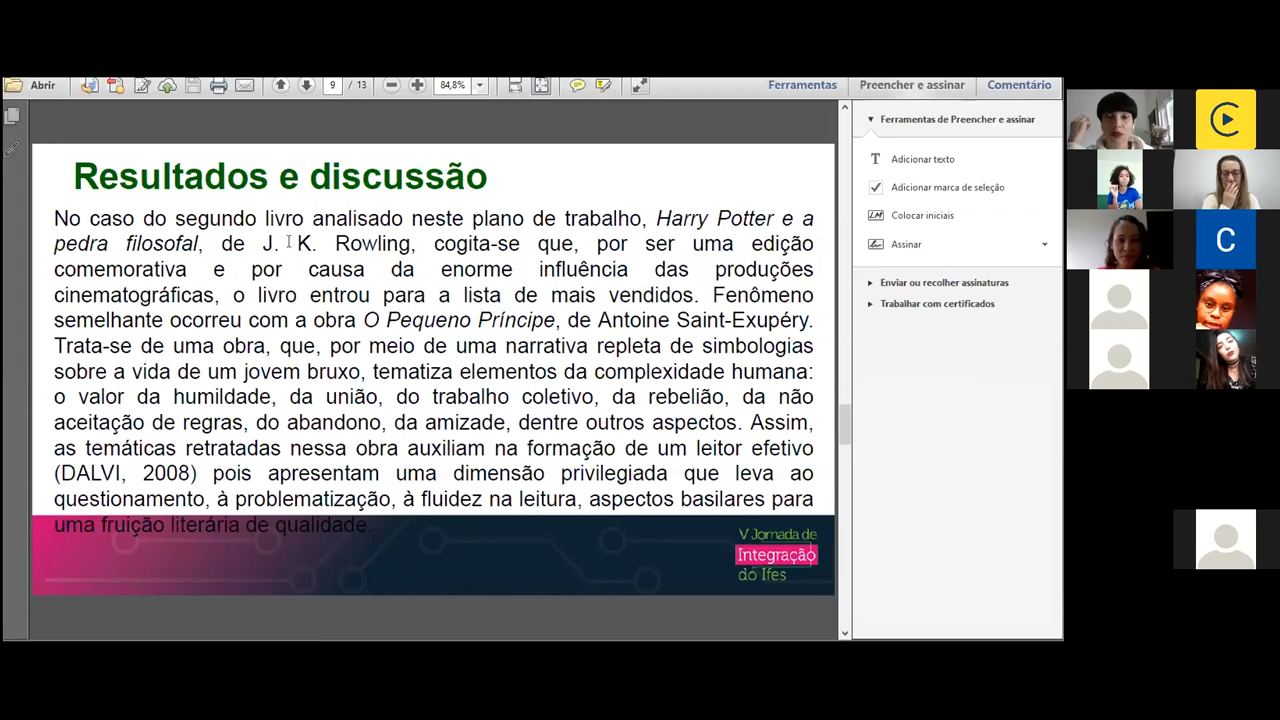 Abrir
9 / 13
84,8%
Ferramentas
Preencher e assinar
Comentário
Ferramentas de Preencher e assinar
Adicionar texto
Adicionar marca de seleção
Colocar iniciais
Assinar
Enviar ou recolher assinaturas
Trabalhar com certificados
Resultados e discussão
No caso do segundo livro analisado neste plano de trabalho, Harry Potter e a
pedra filosofal, de J. K. Rowling, cogita-se que, por ser uma edição
comemorativa e por causa da enorme influência das produções
cinematográficas, o livro entrou para a lista de mais vendidos. Fenômeno
semelhante ocorreu com a obra O Pequeno Príncipe, de Antoine Saint-Exupéry.
Trata-se de uma obra, que, por meio de uma narrativa repleta de simbologias
sobre a vida de um jovem bruxo, tematiza elementos da complexidade humana:
o valor da humildade, da união, do trabalho coletivo, da rebelião, da não
aceitação de regras, do abandono, da amizade, dentre outros aspectos. Assim,
as temáticas retratadas nessa obra auxiliam na formação de um leitor efetivo
(DALVI, 2008) pois apresentam uma dimensão privilegiada que leva ao
questionamento, à problematização, à fluidez na leitura, aspectos basilares para
uma fruição literária de qualidade.
V Jornada de
Integração
do Ifes
C